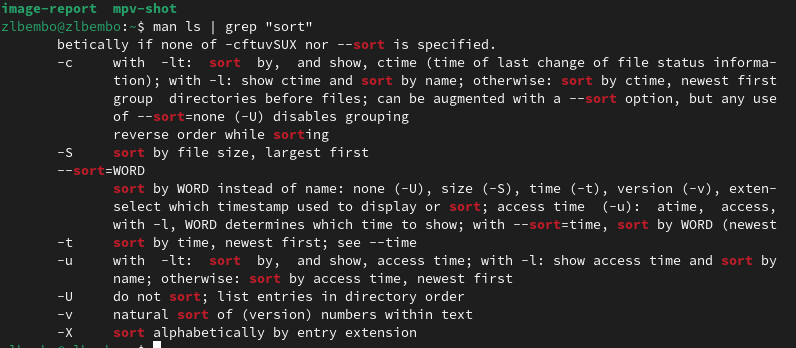 image-report mpv-shot
zlbembo@zlbembo:~$ man ls | grep "sort"
betically if none of -cftuvSUX nor --sort is specified.
-c with -lt: sort by, and show, ctime (time of last change of file status informa-
tion); with -l: show ctime and sort by name; otherwise: sort by ctime, newest first
group directories before files; can be augmented with a --sort option, but any use
of --sort=none (-U) disables grouping
reverse order while sorting
-S sort by file size, largest first
--sort=WORD
sort by WORD instead of name: none (-U), size (-S), time (-t), version (-v), exten-
select which timestamp used to display or sort; access time (-u): atime, access,
with -l, WORD determines which time to show; with --sort=time, sort by WORD (newest
-t sort by time, newest first; see --time
-u with -lt: sort by, and show, access time; with -l: show access time and sort by
name; otherwise: sort by access time, newest first
-U do not sort; list entries in directory order
-v natural sort of (version) numbers within text
-X sort alphabetically by entry extension
zlbembo@zlbembo:~$